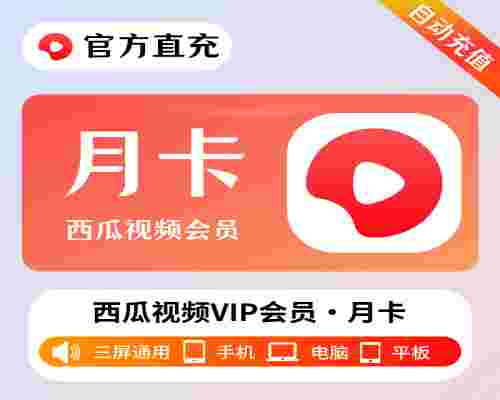 官方直充
自动充值
月卡
西瓜视频会员
西瓜视频VIP会员·月卡
三屏通用 手机 电脑 平板